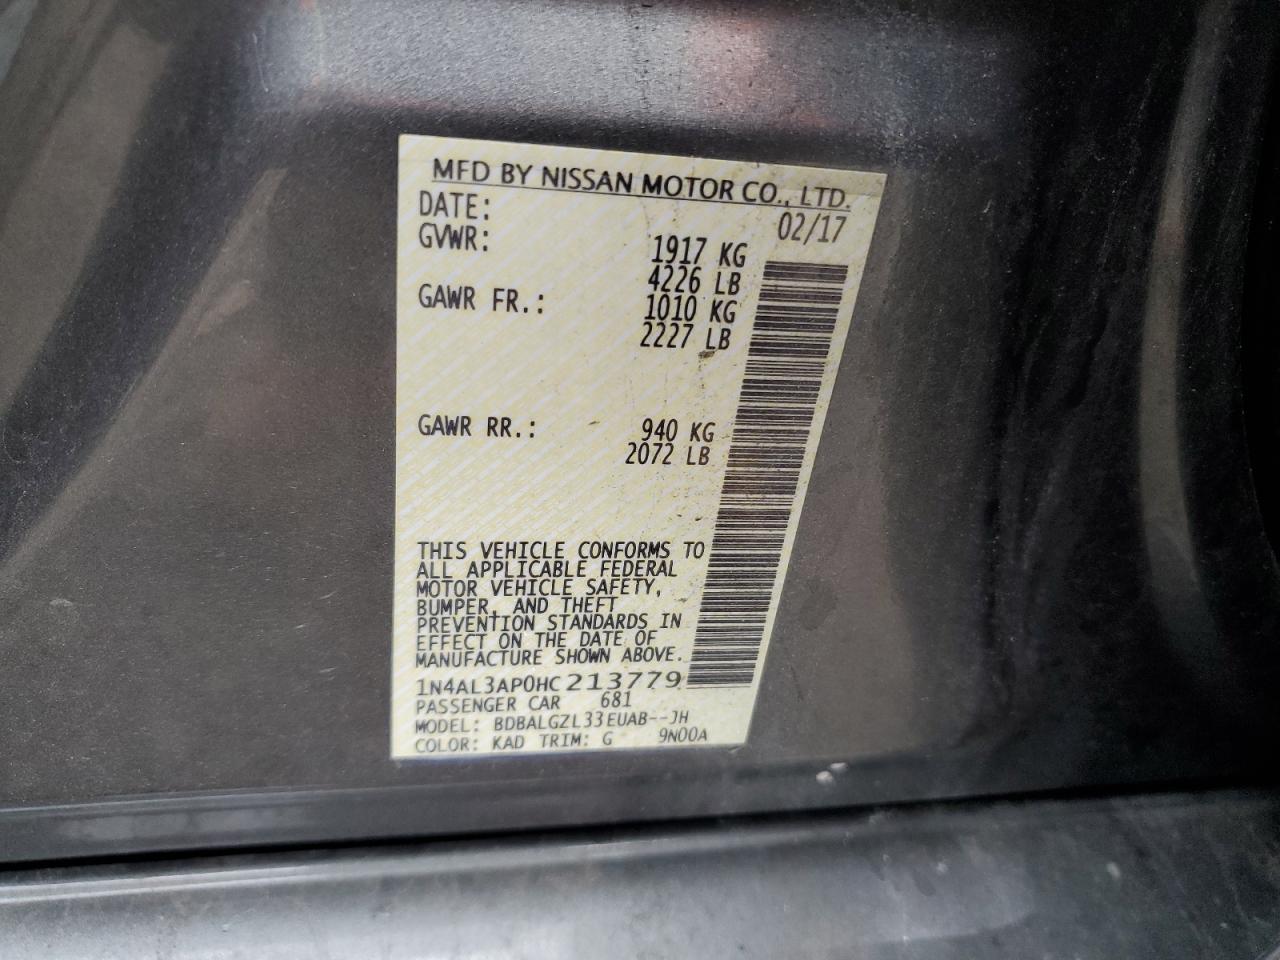 MFD BY NISSAN MOTOR CO., LTD.
DATE: 02/17
GVWR: 1917 KG
4226 LB
GAWR FR.: 1010 KG
2227 LB
GAWR RR.: 940 KG
2072 LB
THIS VEHICLE CONFORMS TO
ALL APPLICABLE FEDERAL
MOTOR VEHICLE SAFETY,
BUMPER, AND THEFT
PREVENTION STANDARDS IN
EFFECT ON THE DATE OF
MANUFACTURE SHOWN ABOVE.
1N4AL3AP0HC213779
PASSENGER CAR 681
MODEL: BDBALGZL33EUAB--JH
COLOR: KAD TRIM: G 9N00A